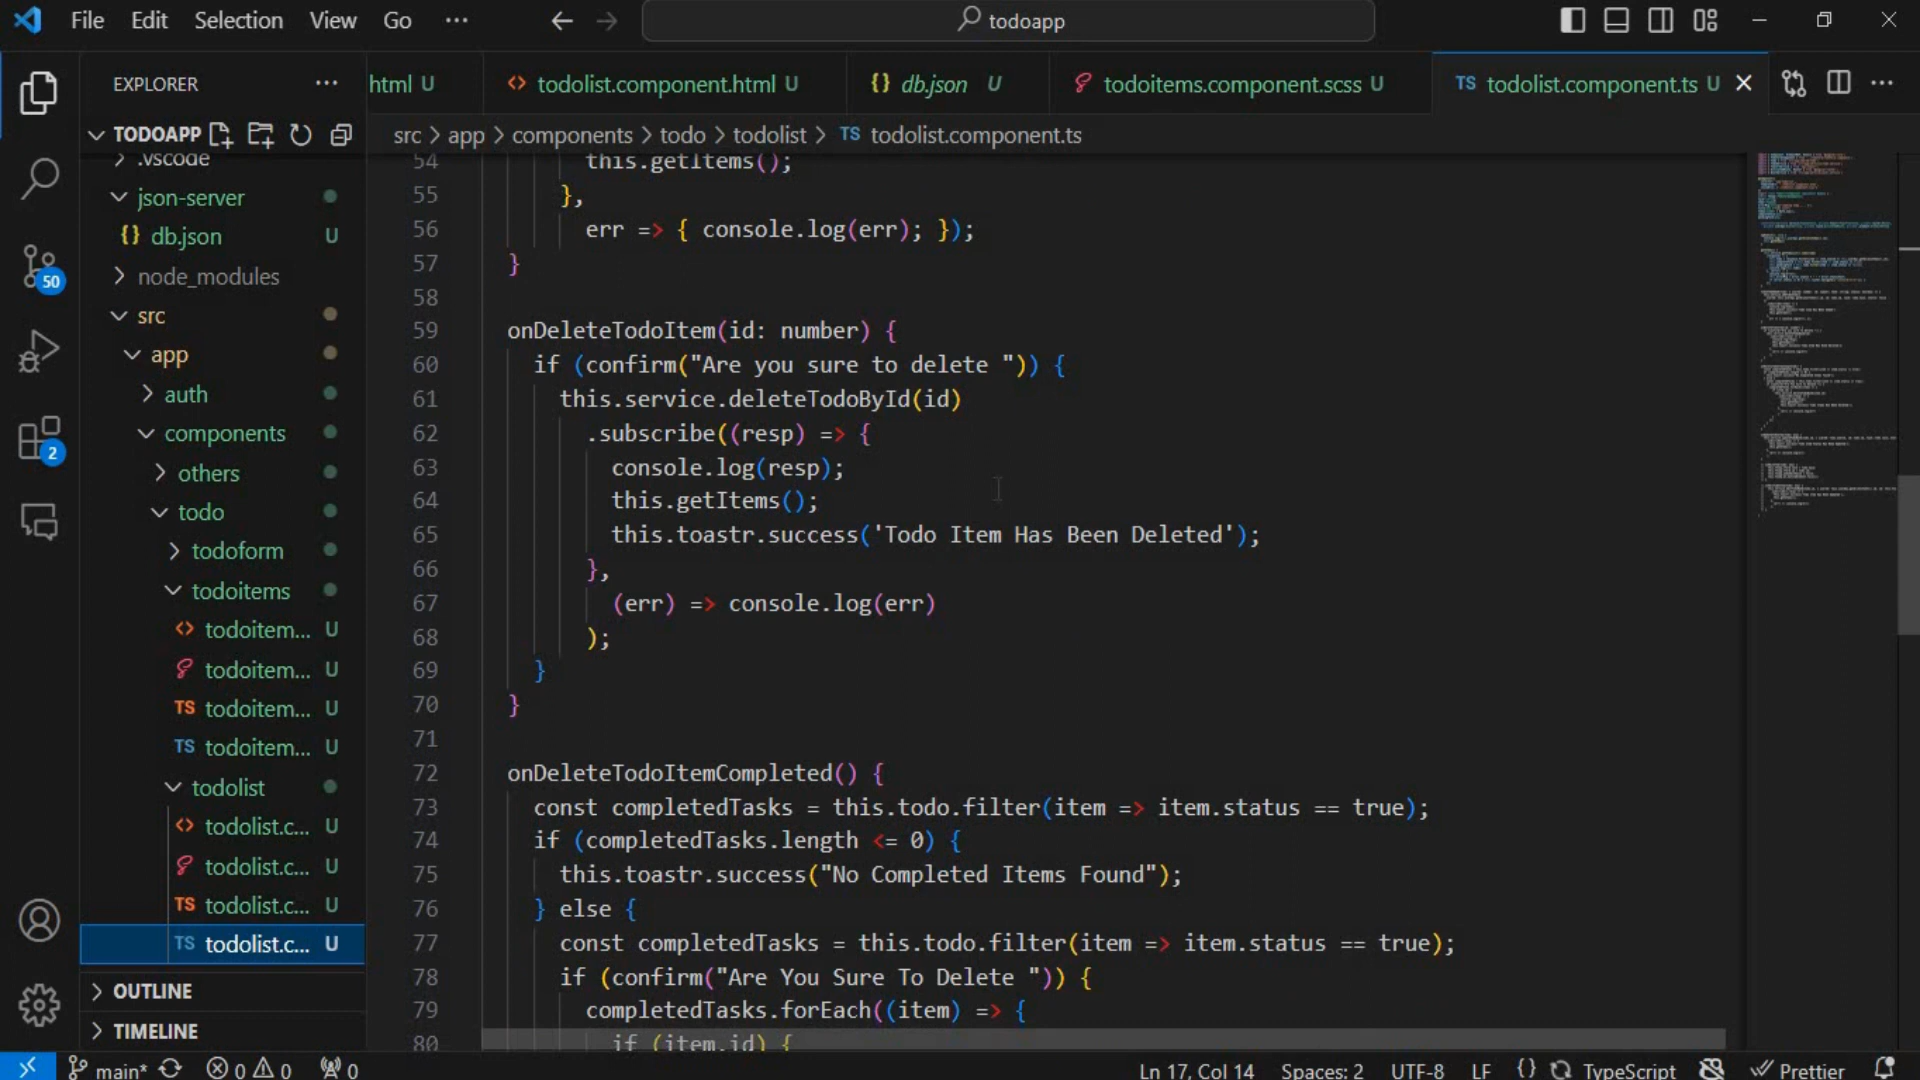 File Edit Selection View Go ··· todoapp
EXPLORER ···
html U todolist.component.html U {} db.json U todoitems.component.scss U TS todolist.component.ts U
TODOAPP
src > app > components > todo > todolist > TS todolist.component.ts
.vscode
json-server
{} db.json U
node_modules
src
app
auth
components
others
todo
todoform
todoitems
<> todoitem... U
todoitem... U
TS todoitem... U
TS todoitem... U
todolist
<> todolist.c... U
todolist.c... U
TS todolist.c... U
TS todolist.c... U
OUTLINE
TIMELINE
50
2
54 this.getItems();
55 },
56 err => { console.log(err); });
57 }
58
59 onDeleteTodoItem(id: number) {
60 if (confirm("Are you sure to delete ")) {
61 this.service.deleteTodoById(id)
62 .subscribe((resp) => {
63 console.log(resp);
64 this.getItems();
65 this.toastr.success('Todo Item Has Been Deleted');
66 },
67 (err) => console.log(err)
68 );
69 }
70 }
71
72 onDeleteTodoItemCompleted() {
73 const completedTasks = this.todo.filter(item => item.status == true);
74 if (completedTasks.length <= 0) {
75 this.toastr.success("No Completed Items Found");
76 } else {
77 const completedTasks = this.todo.filter(item => item.status == true);
78 if (confirm("Are You Sure To Delete ")) {
79 completedTasks.forEach((item) => {
80 if (item.id) {
main* 0 0 0 Ln 17, Col 14 Spaces: 2 UTF-8 LF {} TypeScript Prettier